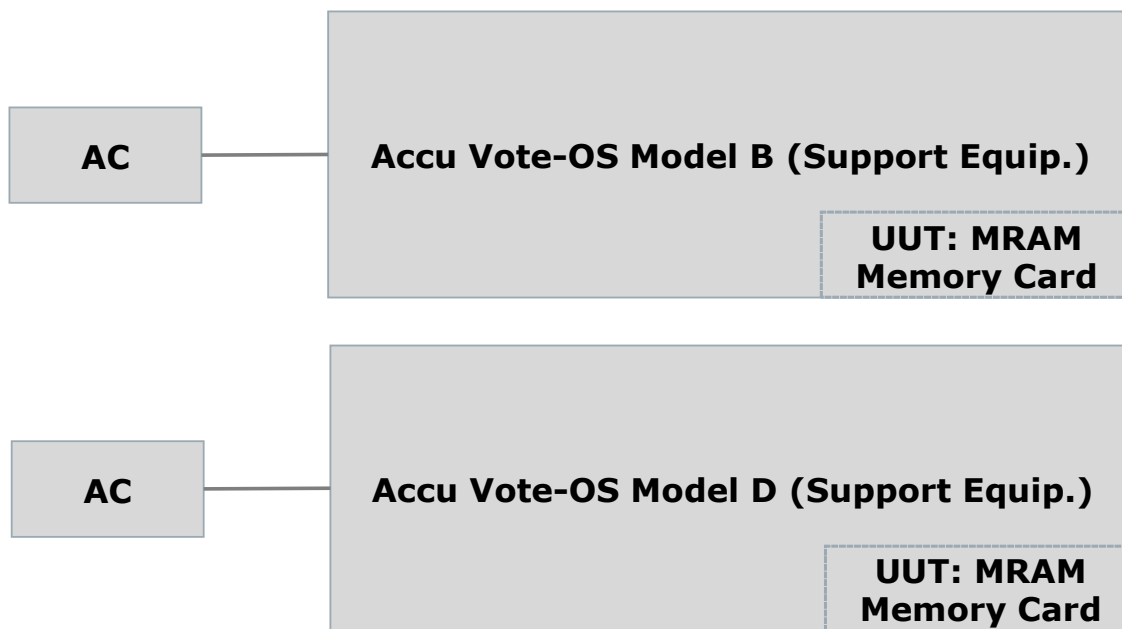 AC
Accu Vote-OS Model B (Support Equip.)
UUT: MRAM
Memory Card
AC
Accu Vote-OS Model D (Support Equip.)
UUT: MRAM
Memory Card